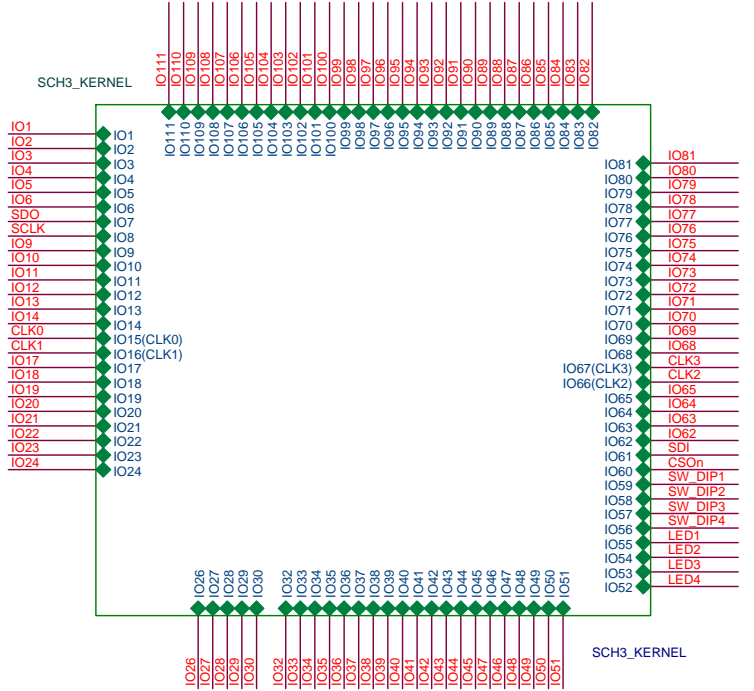 SCH3_KERNEL
IO111
IO110
IO109
IO108
IO107
IO106
IO105
IO104
IO103
IO102
IO101
IO100
IO99
IO98
IO97
IO96
IO95
IO94
IO93
IO92
IO91
IO90
IO89
IO88
IO87
IO86
IO85
IO84
IO83
IO82
IO111
IO110
IO109
IO108
IO107
IO106
IO105
IO104
IO103
IO102
IO101
IO100
IO99
IO98
IO97
IO96
IO95
IO94
IO93
IO92
IO91
IO90
IO89
IO88
IO87
IO86
IO85
IO84
IO83
IO82
IO1 IO1
IO2 IO2
IO3 IO3
IO4 IO4
IO5 IO5
IO6 IO6
SDO IO7
SCLK IO8
IO9 IO9
IO10 IO10
IO11 IO11
IO12 IO12
IO13 IO13
IO14 IO14
CLK0 IO15(CLK0)
CLK1 IO16(CLK1)
IO17 IO17
IO18 IO18
IO19 IO19
IO20 IO20
IO21 IO21
IO22 IO22
IO23 IO23
IO24 IO24
IO81 IO81
IO80 IO80
IO79 IO79
IO78 IO78
IO77 IO77
IO76 IO76
IO75 IO75
IO74 IO74
IO73 IO73
IO72 IO72
IO71 IO71
IO70 IO70
IO69 IO69
IO68 IO68
IO67(CLK3) CLK3
IO66(CLK2) CLK2
IO65 IO65
IO64 IO64
IO63 IO63
IO62 IO62
IO61 SDI
IO60 CSOn
IO59 SW_DIP1
IO58 SW_DIP2
IO57 SW_DIP3
IO56 SW_DIP4
IO55 LED1
IO54 LED2
IO53 LED3
IO52 LED4
IO26
IO27
IO28
IO29
IO30
IO32
IO33
IO34
IO35
IO36
IO37
IO38
IO39
IO40
IO41
IO42
IO43
IO44
IO45
IO46
IO47
IO48
IO49
IO50
IO51
IO26
IO27
IO28
IO29
IO30
IO32
IO33
IO34
IO35
IO36
IO37
IO38
IO39
IO40
IO41
IO42
IO43
IO44
IO45
IO46
IO47
IO48
IO49
IO50
IO51
SCH3_KERNEL